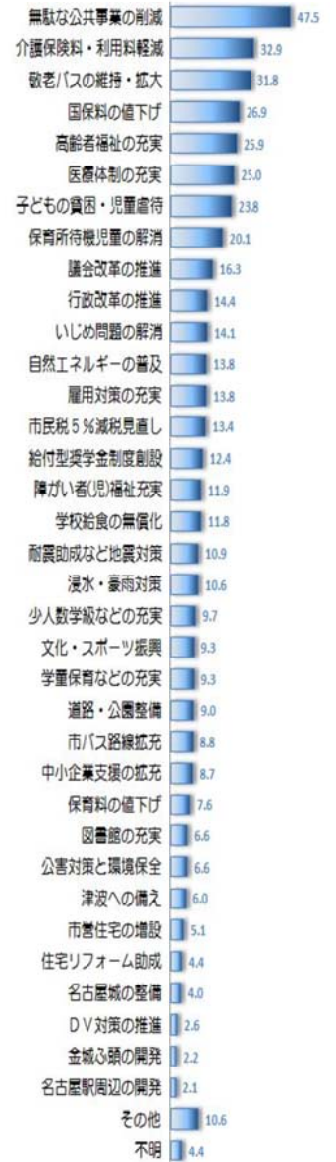 無駄な公共事業の削減 47.5
介護保険料・利用料軽減 32.9
敬老パスの維持・拡大 31.8
国保料の値下げ 26.9
高齢者福祉の充実 25.9
医療体制の充実 25.0
子どもの貧困・児童虐待 23.8
保育所待機児童の解消 20.1
議会改革の推進 16.3
行政改革の推進 14.4
いじめ問題の解消 14.1
自然エネルギーの普及 13.8
雇用対策の充実 13.8
市民税5%減税見直し 13.4
給付型奨学金制度創設 12.4
障がい者(児)福祉充実 11.9
学校給食の無償化 11.8
耐震助成など地震対策 10.9
浸水・豪雨対策 10.6
少人数学級などの充実 9.7
文化・スポーツ振興 9.3
学童保育などの充実 9.3
道路・公園整備 9.0
市バス路線拡充 8.8
中小企業支援の拡充 8.7
保育料の値下げ 7.6
図書館の充実 6.6
公害対策と環境保全 6.6
津波への備え 6.0
市営住宅の増設 5.1
住宅リフォーム助成 4.4
名古屋城の整備 4.0
DV対策の推進 2.6
金城ふ頭の開発 2.2
名古屋駅周辺の開発 2.1
その他 10.6
不明 4.4